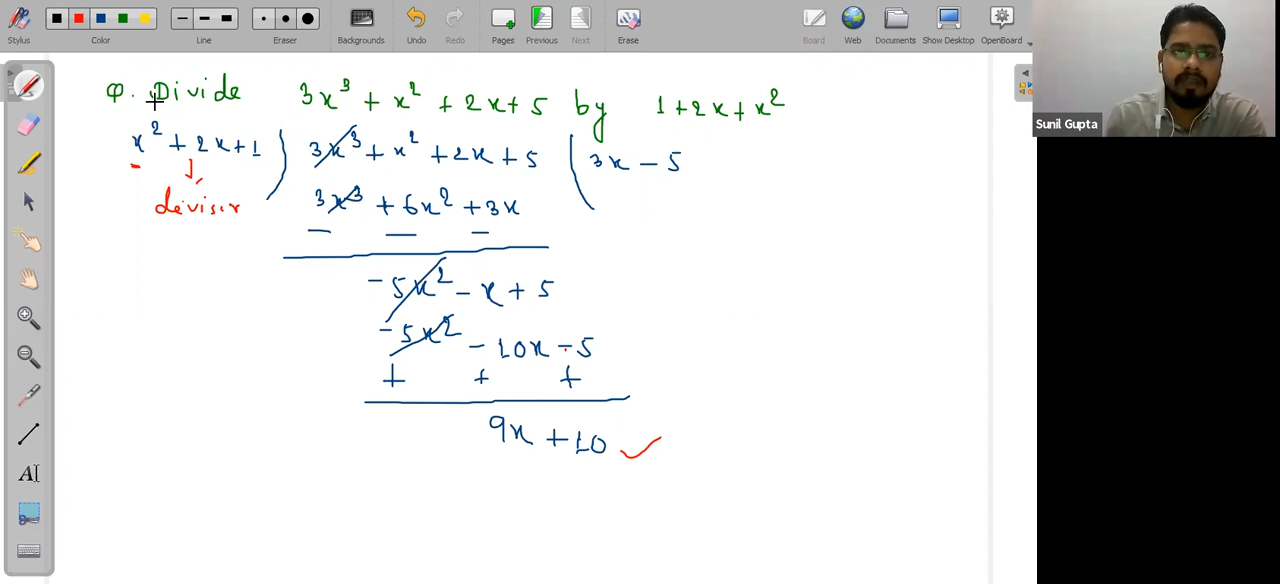 Stylus Color Line Eraser Backgrounds Undo Redo Pages Previous Next Erase Board Web Documents Show Desktop OpenBoard
Q. Divide 3x³ + x² + 2x + 5 by 1 + 2x + x²
x² + 2x + 1 ) 3x³ + x² + 2x + 5 ( 3x - 5
3x³ + 6x² + 3x
- - -
devisir
-5x² - x + 5
-5x² - 10x - 5
+ + +
9x + 10
Sunil Gupta